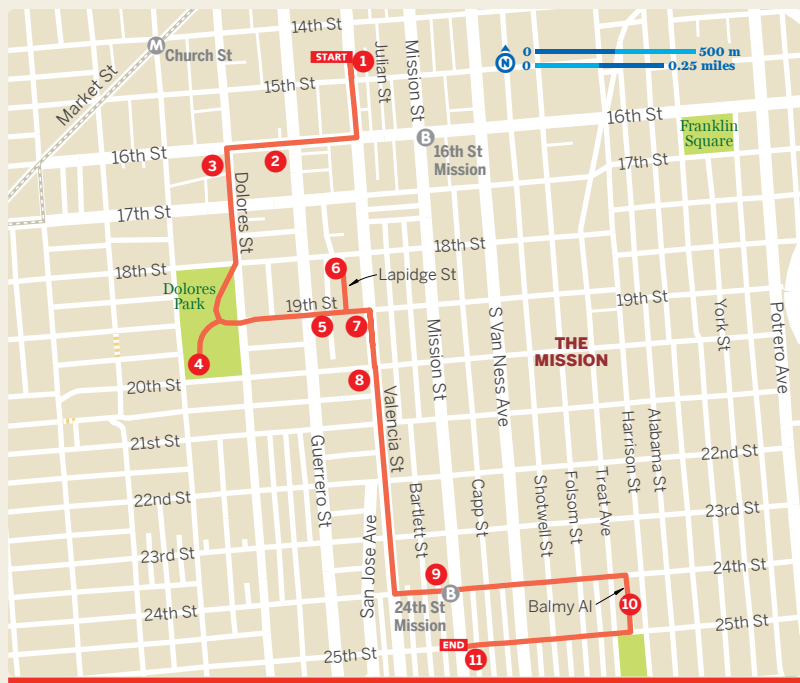 14th St
M Church St
START 1
Julian St
Mission St
0 500 m
N
0 0.25 miles
Market St
15th St
16th St
Franklin
Square
B
16th St
Mission
16th St
3
2
17th St
Dolores St
17th St
18th St
18th St
6
Lapidge St
Dolores
Park
19th St
5
7
19th St
4
8
Mission St
S Van Ness Ave
THE
MISSION
York St
Potrero Ave
20th St
Valencia St
21st St
Guerrero St
Harrison St
Alabama St
22nd St
22nd St
Bartlett St
Capp St
Shotwell St
Folsom St
Treat Ave
23rd St
San Jose Ave
23rd St
9
24th St
B
24th St
Mission
Balmy Al
10
24th St
25th St
END
11
25th St